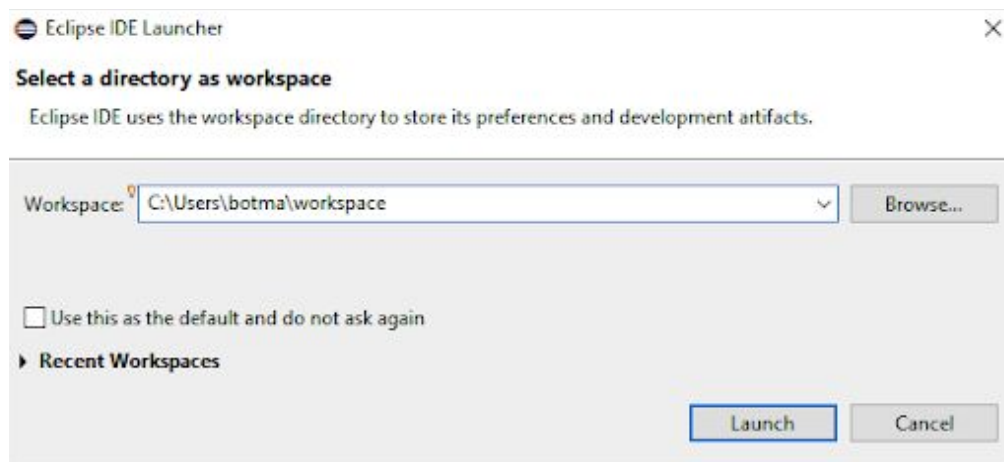 Eclipse IDE Launcher
Select a directory as workspace
Eclipse IDE uses the workspace directory to store its preferences and development artifacts.
Workspace: C:\Users\botma\workspace Browse...
Use this as the default and do not ask again
Recent Workspaces
Launch Cancel